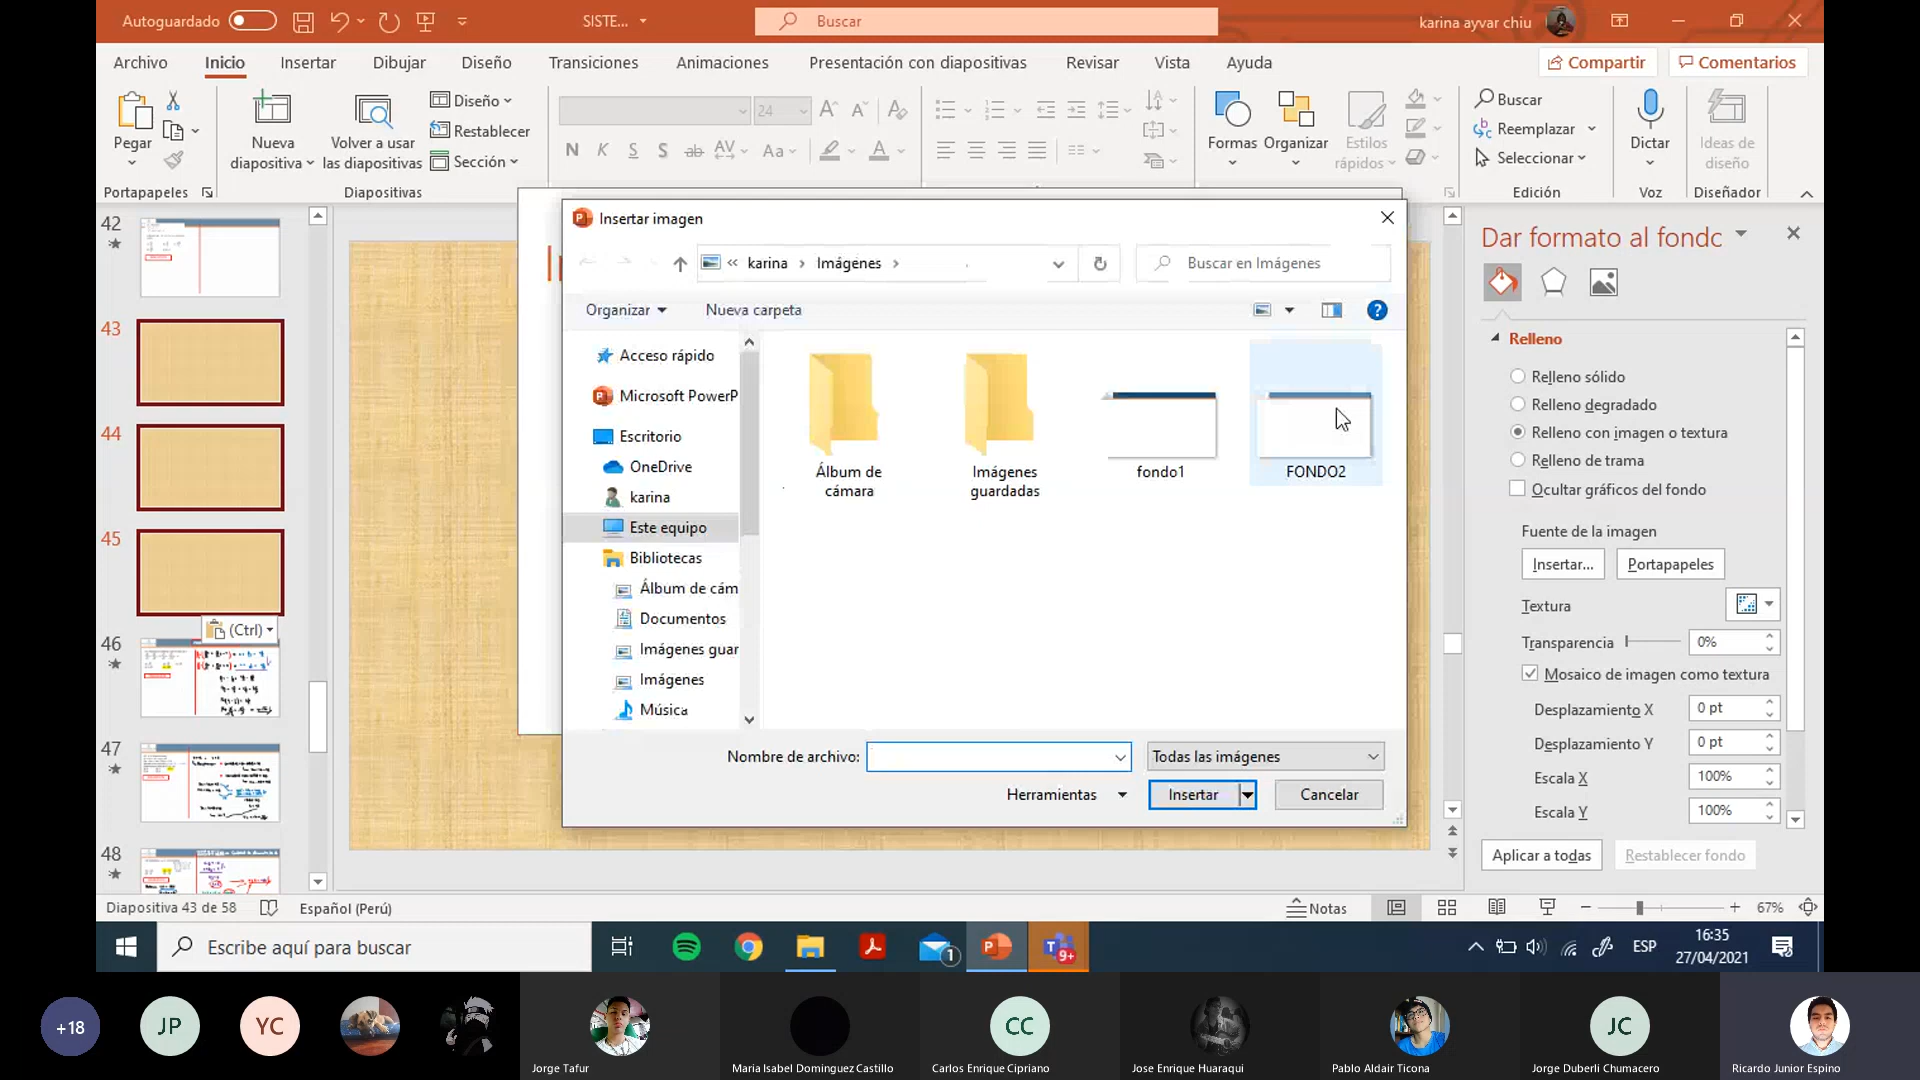 Autoguardado
SISTE...
Buscar
karina ayvar chiu
Archivo
Inicio
Insertar
Dibujar
Diseño
Transiciones
Animaciones
Presentación con diapositivas
Revisar
Vista
Ayuda
Compartir
Comentarios
Pegar
Nueva diapositiva
Volver a usar las diapositivas
Diseño
Restablecer
Sección
24
N K S S ab AV Aa A
Formas
Organizar
Estilos rápidos
Buscar
Reemplazar
Seleccionar
Dictar
Ideas de diseño
Portapapeles
Diapositivas
Edición
Voz
Diseñador
42
43
44
45
(Ctrl)
46
47
48
Insertar imagen
« karina › Imágenes ›
Buscar en Imágenes
Organizar
Nueva carpeta
Acceso rápido
Microsoft PowerP
Escritorio
OneDrive
karina
Este equipo
Bibliotecas
Álbum de cám
Documentos
Imágenes guar
Imágenes
Música
Álbum de cámara
Imágenes guardadas
fondo1
FONDO2
Nombre de archivo:
Todas las imágenes
Herramientas
Insertar
Cancelar
Dar formato al fondo
Relleno
Relleno sólido
Relleno degradado
Relleno con imagen o textura
Relleno de trama
Ocultar gráficos del fondo
Fuente de la imagen
Insertar...
Portapapeles
Textura
Transparencia
0%
Mosaico de imagen como textura
Desplazamiento X
0 pt
Desplazamiento Y
0 pt
Escala X
100%
Escala Y
100%
Aplicar a todas
Restablecer fondo
Diapositiva 43 de 58
Español (Perú)
Notas
67%
Escribe aquí para buscar
1
9+
ESP
16:35
27/04/2021
+18
JP
YC
CC
JC
Jorge Tafur
Maria Isabel Dominguez Castillo
Carlos Enrique Cipriano
Jose Enrique Huaraqui
Pablo Aldair Ticona
Jorge Duberli Chumacero
Ricardo Junior Espino